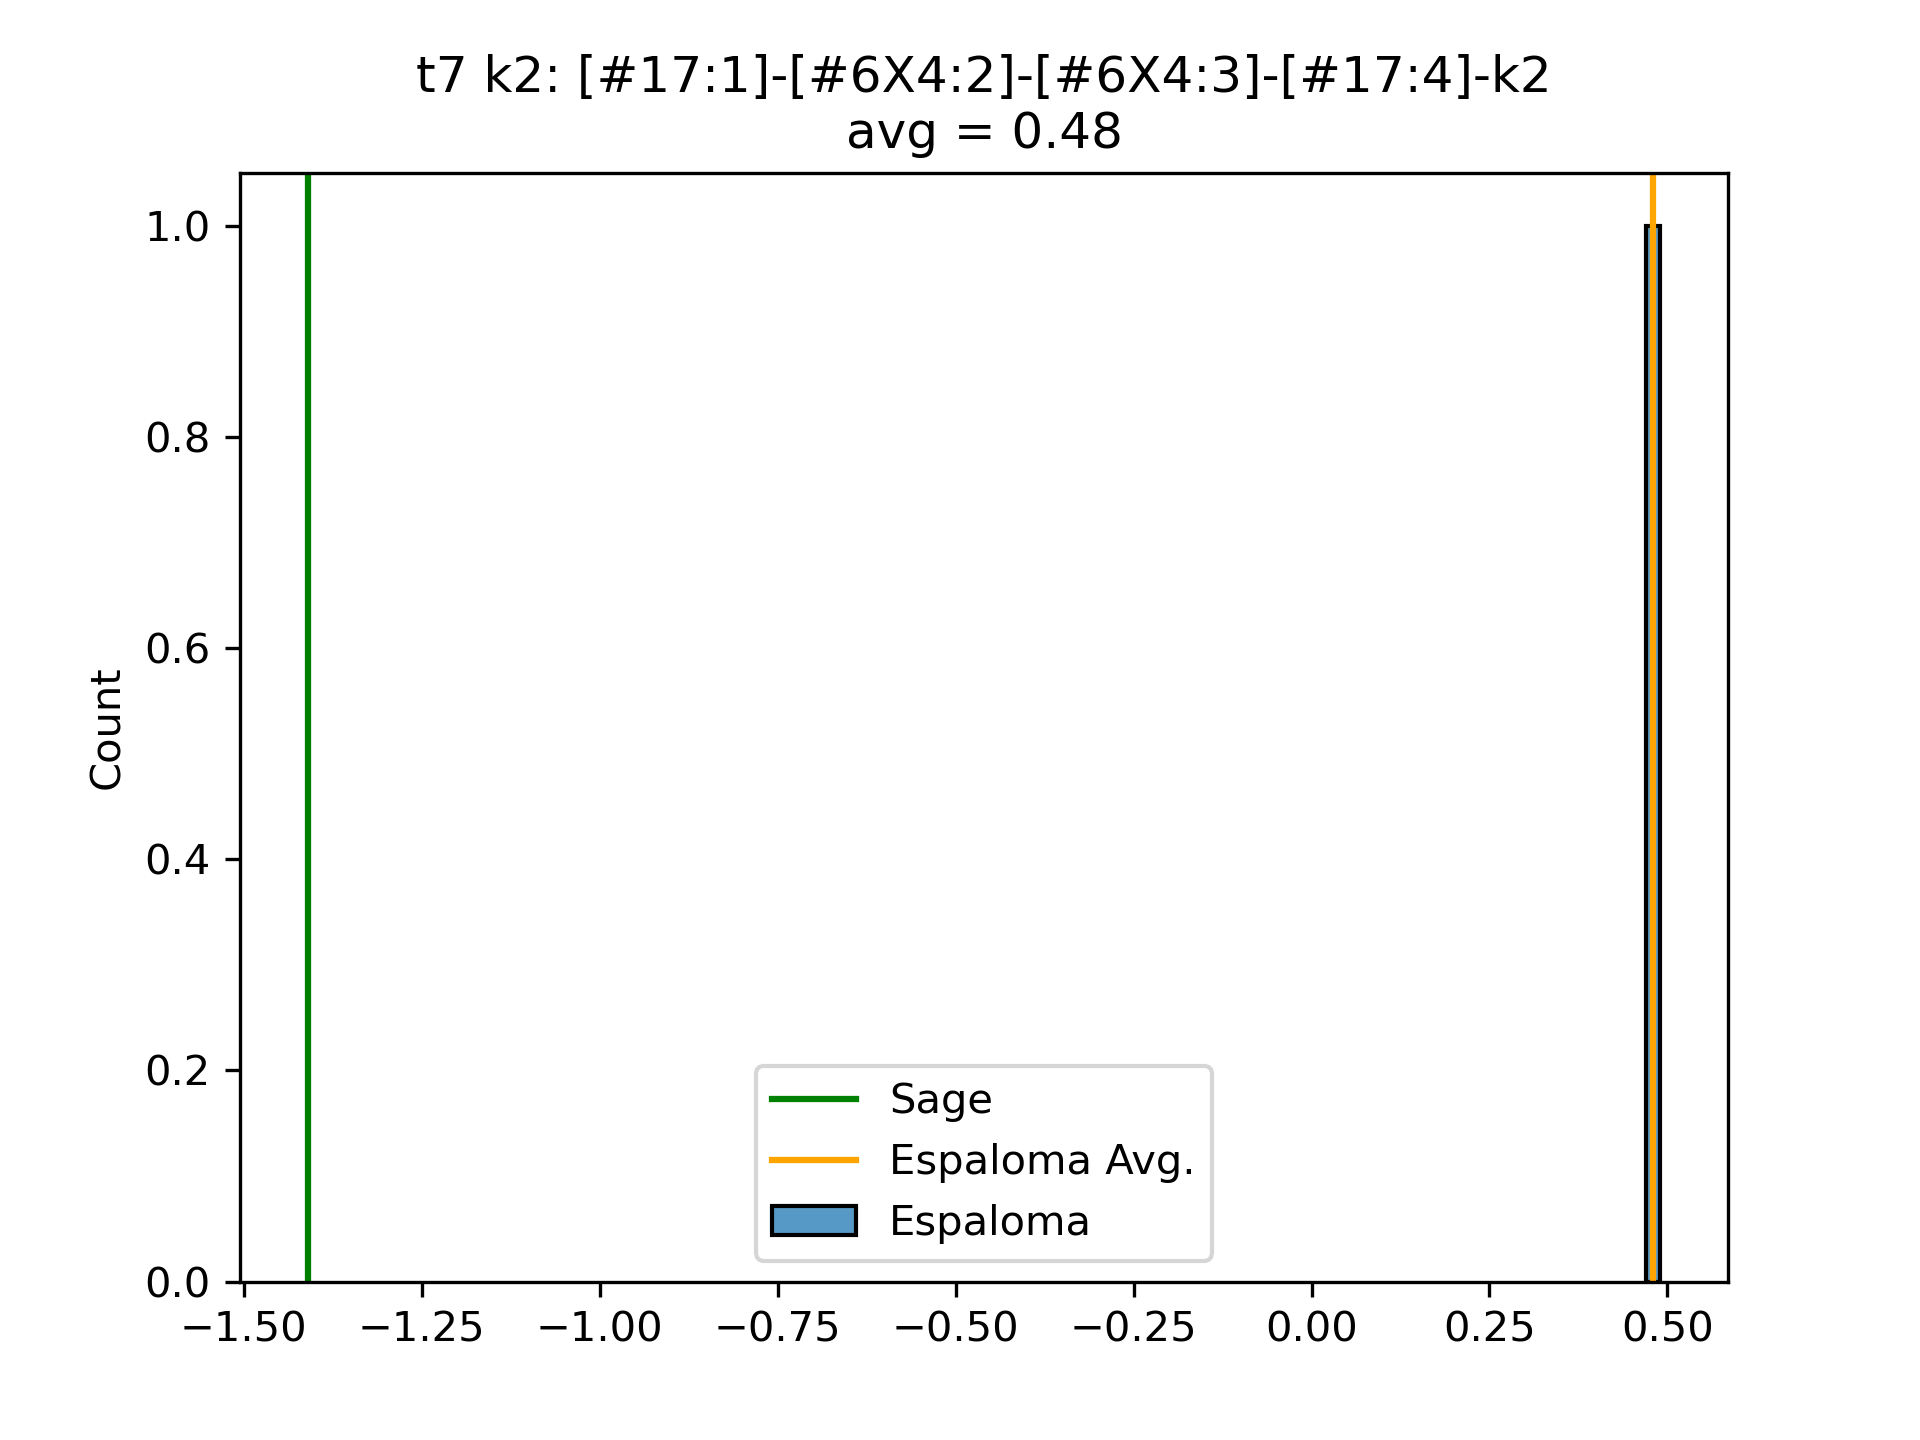 t7 k2: [#17:1]-[#6X4:2]-[#6X4:3]-[#17:4]-k2
avg = 0.48
1.0
0.8
0.6
0.4
0.2
0.0
Count
Sage
Espaloma Avg.
Espaloma
−1.50 −1.25 −1.00 −0.75 −0.50 −0.25 0.00 0.25 0.50